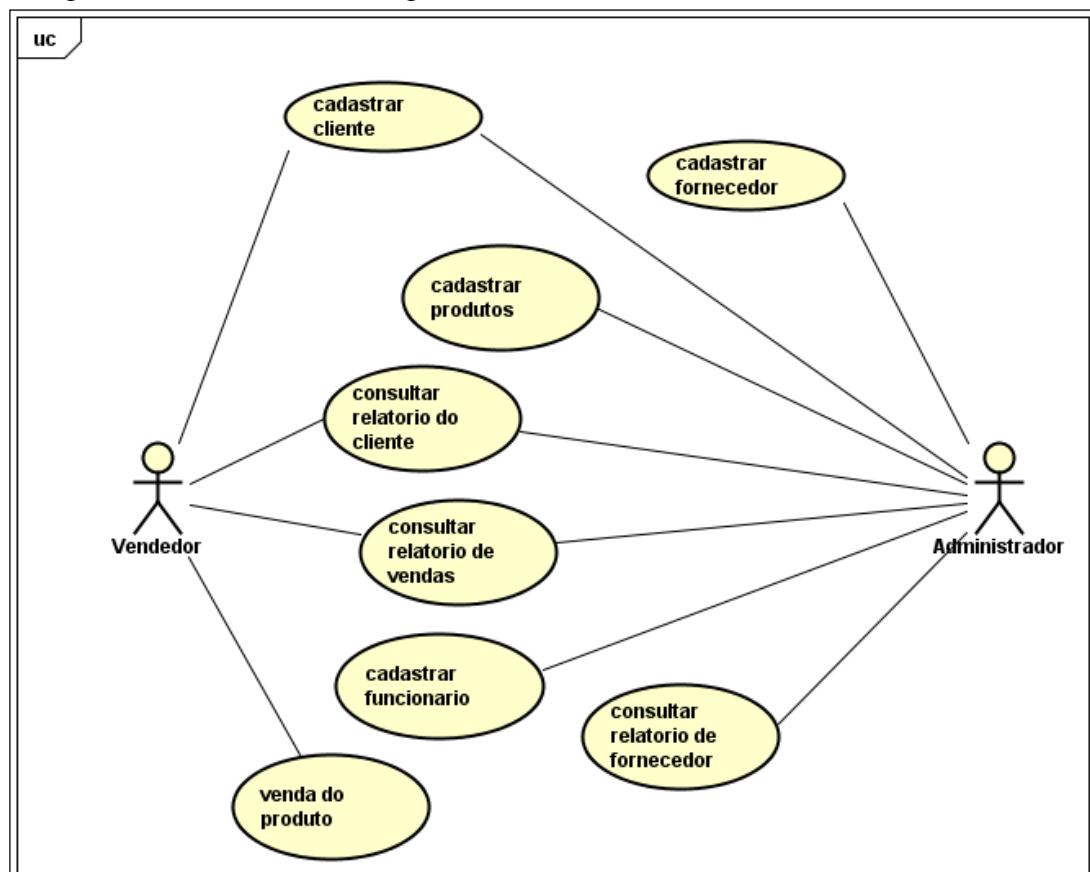 uc
cadastrar
cliente
cadastrar
fornecedor
cadastrar
produtos
consultar
relatorio do
cliente
Vendedor
consultar
relatorio de
vendas
Administrador
cadastrar
funcionario
consultar
relatorio de
fornecedor
venda do
produto